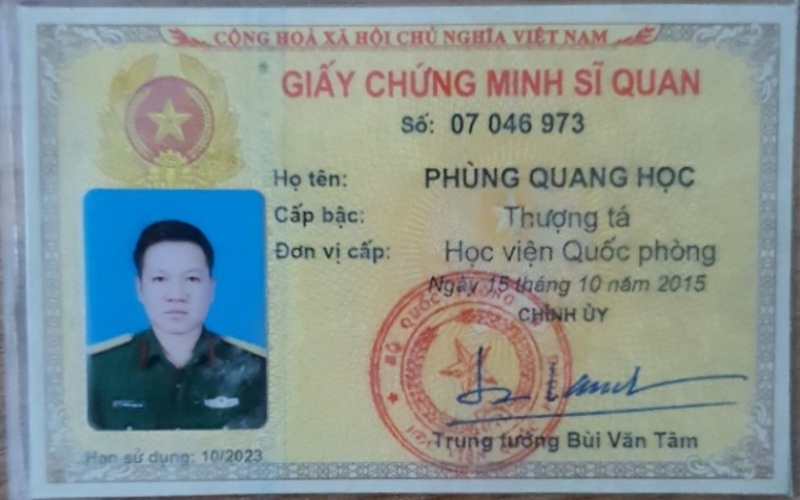 CỘNG HOÀ XÃ HỘI CHỦ NGHĨA VIỆT NAM
GIẤY CHỨNG MINH SĨ QUAN
Số: 07 046 973
Họ tên: PHÙNG QUANG HỌC
Cấp bậc: Thượng tá
Đơn vị cấp: Học viện Quốc phòng
Ngày 15 tháng 10 năm 2015
CHÍNH ỦY
BỘ QUỐC PHÒNG
Trung tướng Bùi Văn Tâm
Hạn sử dụng: 10/2023